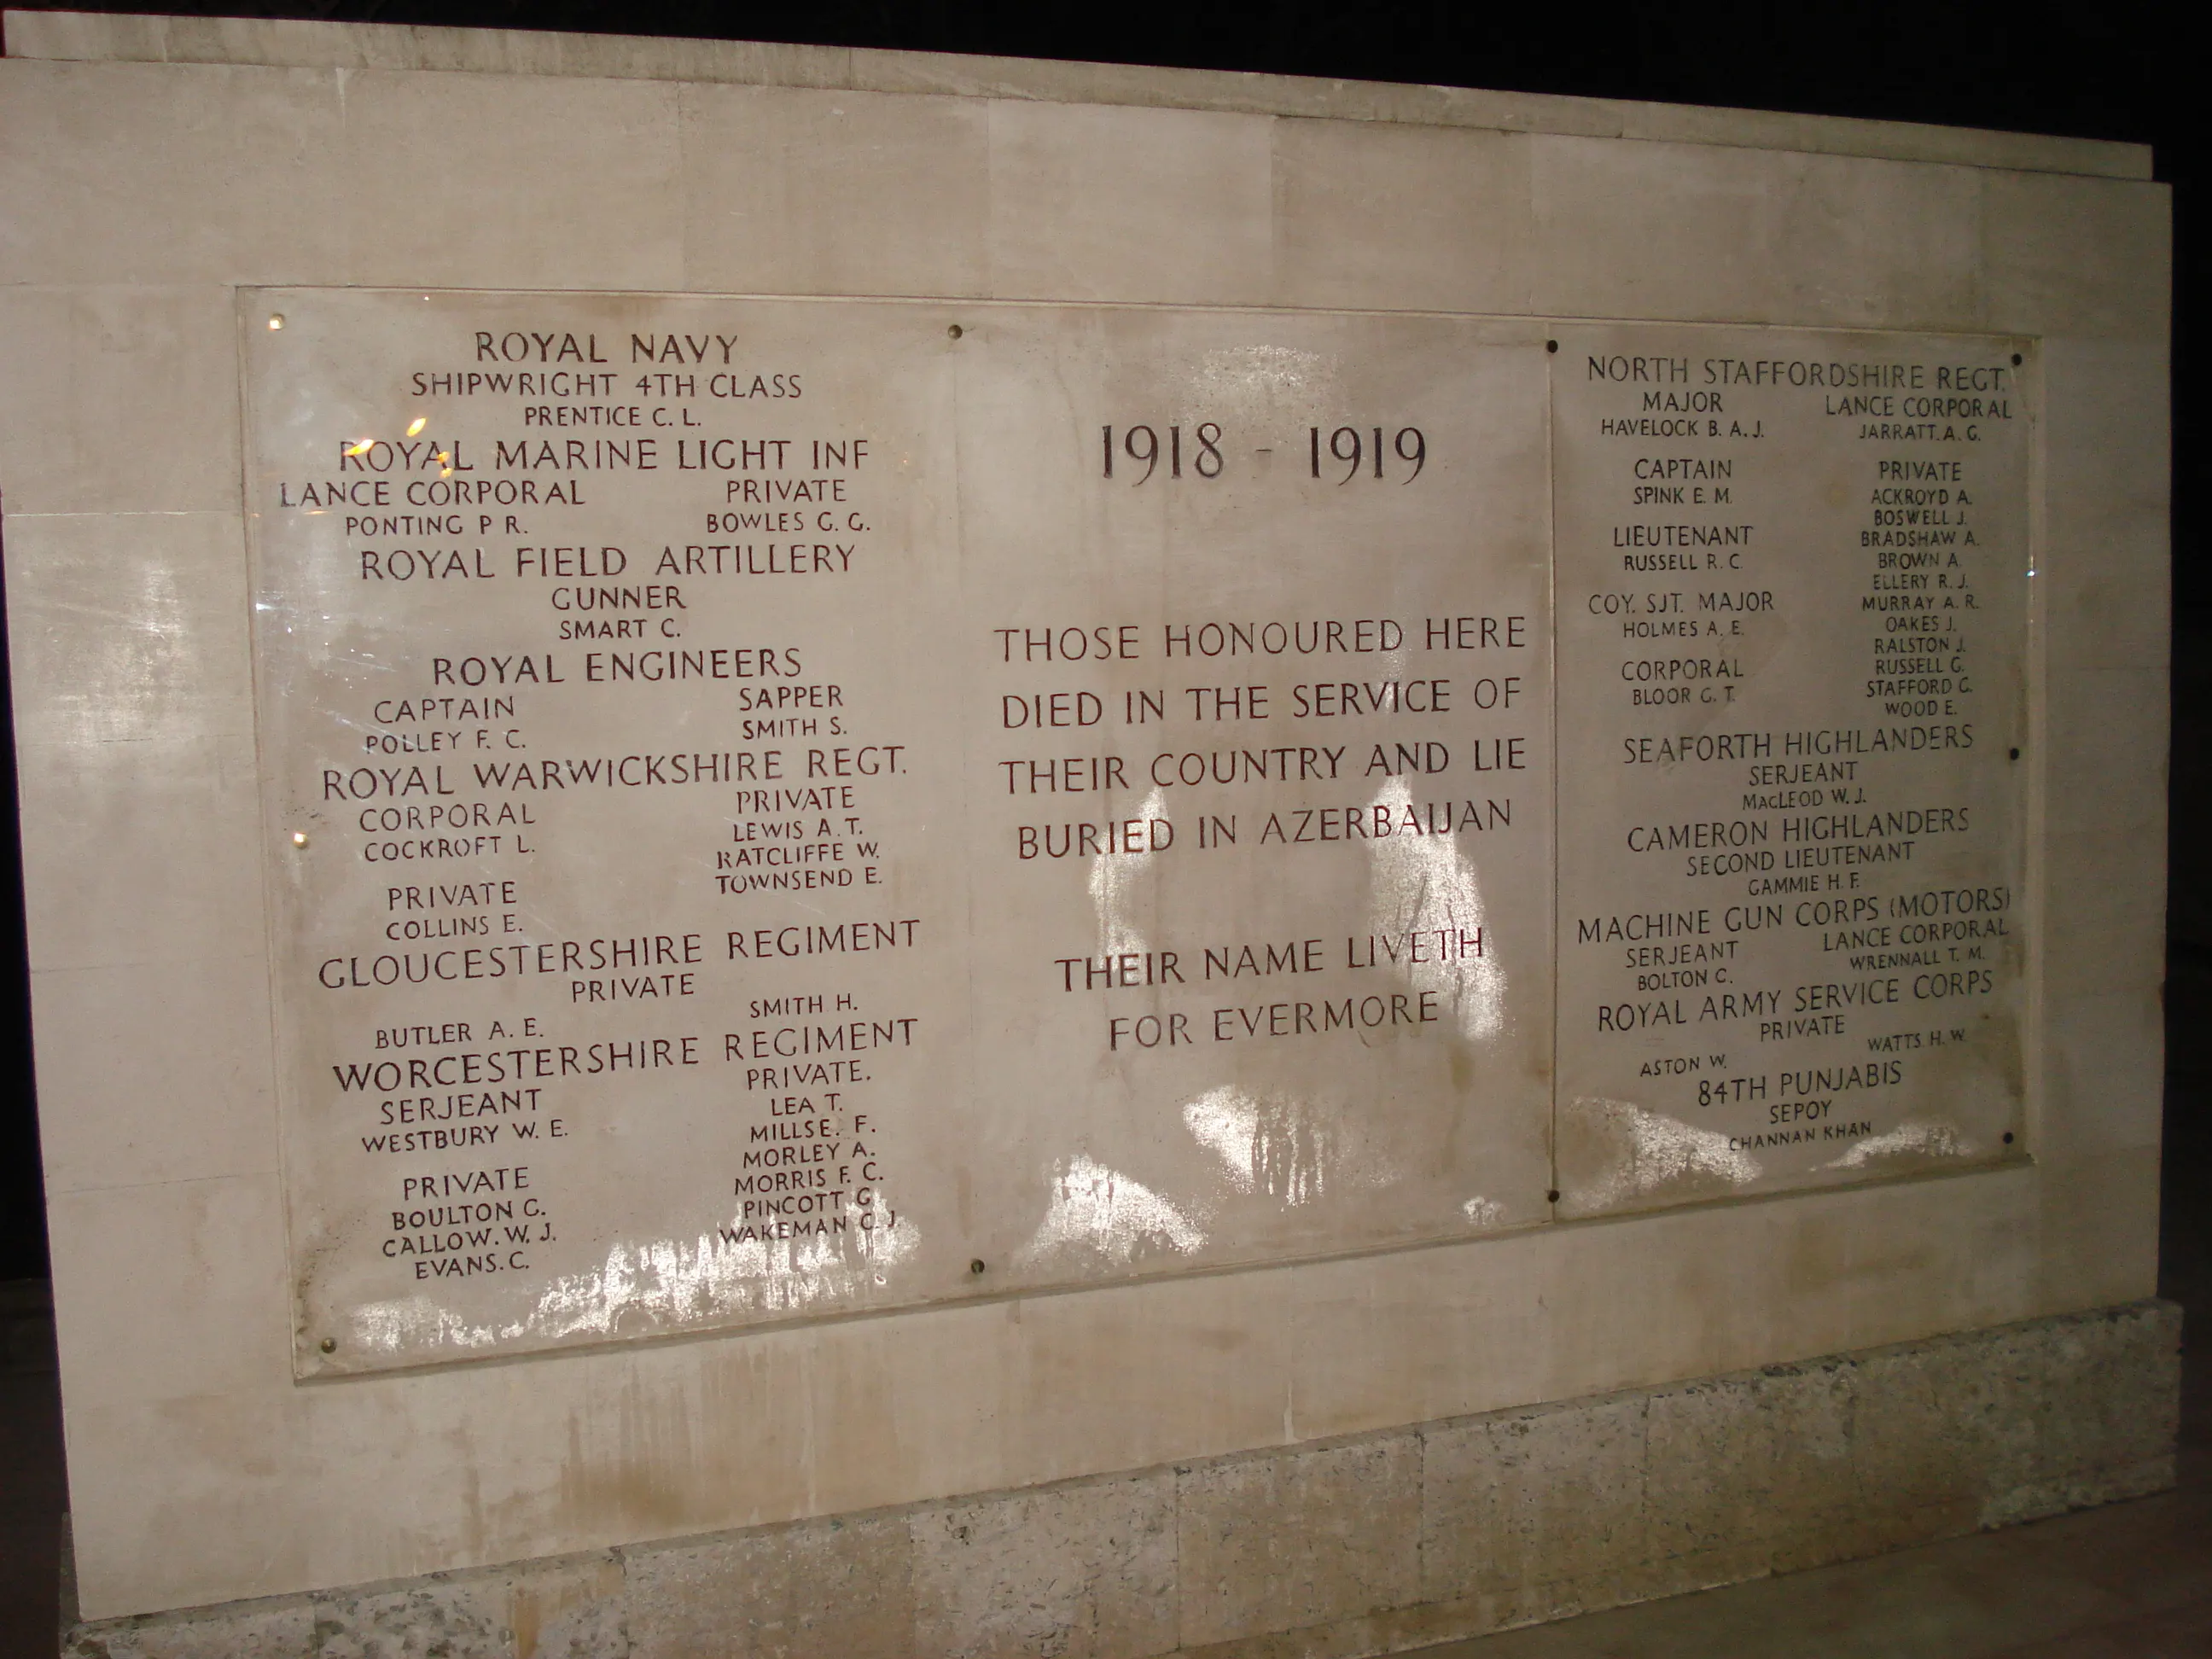 ROYAL NAVY
SHIPWRIGHT 4TH CLASS
PRENTICE C. L.
ROYAL MARINE LIGHT INF
LANCE CORPORAL
PONTING P R.
PRIVATE
BOWLES G. G.
ROYAL FIELD ARTILLERY
GUNNER
SMART C.
ROYAL ENGINEERS
CAPTAIN
POLLEY F. C.
SAPPER
SMITH S.
ROYAL WARWICKSHIRE REGT.
CORPORAL
COCKROFT L.
PRIVATE
COLLINS E.
PRIVATE
LEWIS A. T.
RATCLIFFE W.
TOWNSEND E.
GLOUCESTERSHIRE REGIMENT
PRIVATE
BUTLER A. E.
SMITH H.
WORCESTERSHIRE REGIMENT
SERJEANT
WESTBURY W. E.
PRIVATE
BOULTON G.
CALLOW. W. J.
EVANS. C.
PRIVATE.
LEA T.
MILLSE. F.
MORLEY A.
MORRIS F. C.
PINCOTT G
WAKEMAN C J.
1918 - 1919
THOSE HONOURED HERE
DIED IN THE SERVICE OF
THEIR COUNTRY AND LIE
BURIED IN AZERBAIJAN
THEIR NAME LIVETH
FOR EVERMORE
NORTH STAFFORDSHIRE REGT.
MAJOR
HAVELOCK B. A. J.
CAPTAIN
SPINK E. M.
LIEUTENANT
RUSSELL R. C.
COY. SJT. MAJOR
HOLMES A. E.
CORPORAL
BLOOR G. T.
LANCE CORPORAL
JARRATT. A. G.
PRIVATE
ACKROYD A.
BOSWELL J.
BRADSHAW A.
BROWN A.
ELLERY R. J.
MURRAY A. R.
OAKES J.
RALSTON J.
RUSSELL G.
STAFFORD G.
WOOD E.
SEAFORTH HIGHLANDERS
SERJEANT
MacLEOD W. J.
CAMERON HIGHLANDERS
SECOND LIEUTENANT
GAMMIE H. F.
MACHINE GUN CORPS (MOTORS)
SERJEANT
BOLTON C.
LANCE CORPORAL
WRENNALL T. M.
ROYAL ARMY SERVICE CORPS
PRIVATE
ASTON W.
WATTS H. W.
84TH PUNJABIS
SEPOY
CHANNAN KHAN